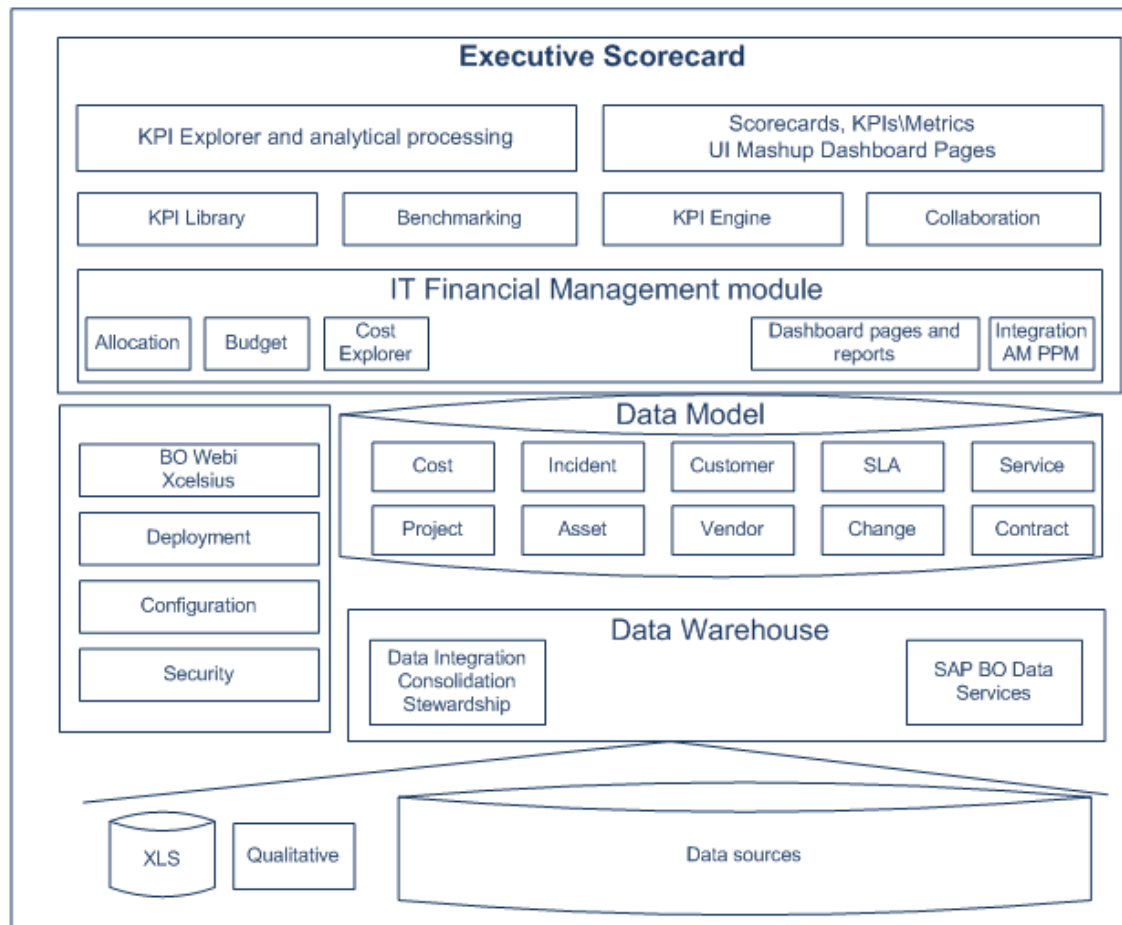 Executive Scorecard
KPI Explorer and analytical processing
Scorecards, KPIs\Metrics
UI Mashup Dashboard Pages
KPI Library
Benchmarking
KPI Engine
Collaboration
IT Financial Management module
Allocation
Budget
Cost
Explorer
Dashboard pages and
reports
Integration
AM PPM
BO Webi
Xcelsius
Deployment
Configuration
Security
Data Model
Cost
Incident
Customer
SLA
Service
Project
Asset
Vendor
Change
Contract
Data Warehouse
Data Integration
Consolidation
Stewardship
SAP BO Data
Services
XLS
Qualitative
Data sources